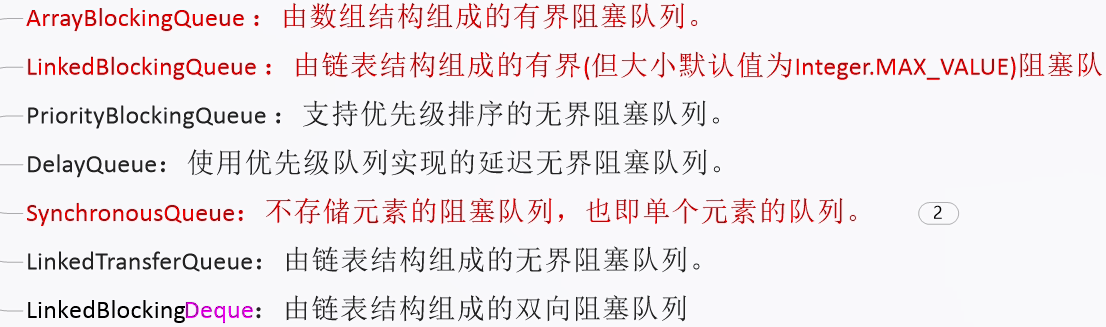 ArrayBlockingQueue：由数组结构组成的有界阻塞队列。
LinkedBlockingQueue：由链表结构组成的有界(但大小默认值为Integer.MAX_VALUE)阻塞队
PriorityBlockingQueue：支持优先级排序的无界阻塞队列。
DelayQueue：使用优先级队列实现的延迟无界阻塞队列。
SynchronousQueue：不存储元素的阻塞队列，也即单个元素的队列。 2
LinkedTransferQueue：由链表结构组成的无界阻塞队列。
LinkedBlockingDeque：由链表结构组成的双向阻塞队列